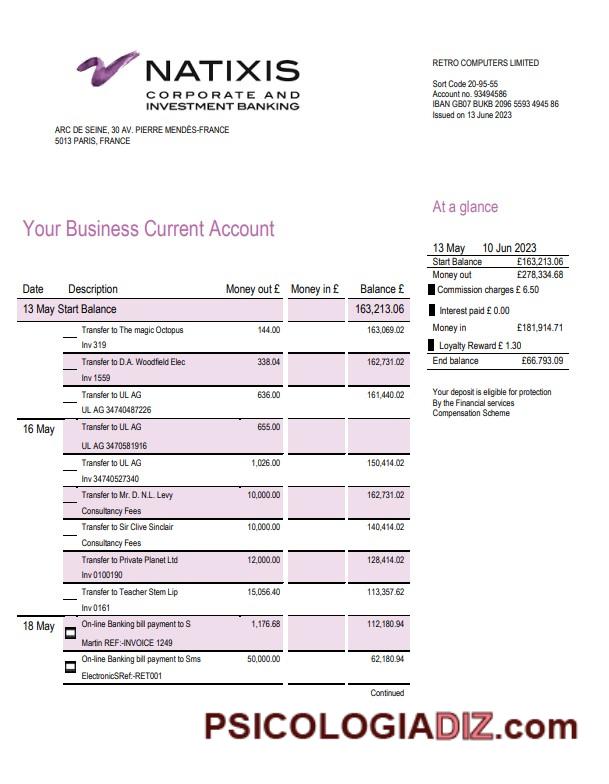 NATIXIS
CORPORATE AND
INVESTMENT BANKING
ARC DE SEINE, 30 AV. PIERRE MENDÈS-FRANCE
5013 PARIS, FRANCE
RETRO COMPUTERS LIMITED
Sort Code 20-95-55
Account no. 93494586
IBAN GB07 BUKB 2096 5593 4945 86
Issued on 13 June 2023
Your Business Current Account
At a glance
13 May 10 Jun 2023
Start Balance £163,213.06
Money out £278,334.68
Commission charges £ 6.50
Interest paid £ 0.00
Money in £181,914.71
Loyalty Reward £ 1.30
End balance £66,793.09
Your deposit is eligible for protection
By the Financial services
Compensation Scheme
Date Description Money out £ Money in £ Balance £
13 May Start Balance 163,213.06
Transfer to The magic Octopus 144.00 163,069.02
Inv 319
Transfer to D.A. Woodfield Elec 338.04 162,731.02
Inv 1559
Transfer to UL AG 636.00 161,440.02
UL AG 34740487226
16 May Transfer to UL AG 655.00
UL AG 3470581916
Transfer to UL AG 1,026.00 150,414.02
Inv 34740527340
Transfer to Mr. D. N.L. Levy 10,000.00 162,731.02
Consultancy Fees
Transfer to Sir Clive Sinclair 10,000.00 140,414.02
Consultancy Fees
Transfer to Private Planet Ltd 12,000.00 128,414.02
Inv 0100190
Transfer to Teacher Stem Lip 15,056.40 113,357.62
Inv 0161
18 May On-line Banking bill payment to S 1,176.68 112,180.94
Martin REF:-INVOICE 1249
On-line Banking bill payment to Sms 50,000.00 62,180.94
ElectronicSRef:-RET001
Continued
PSICOLOGIADIZ.com